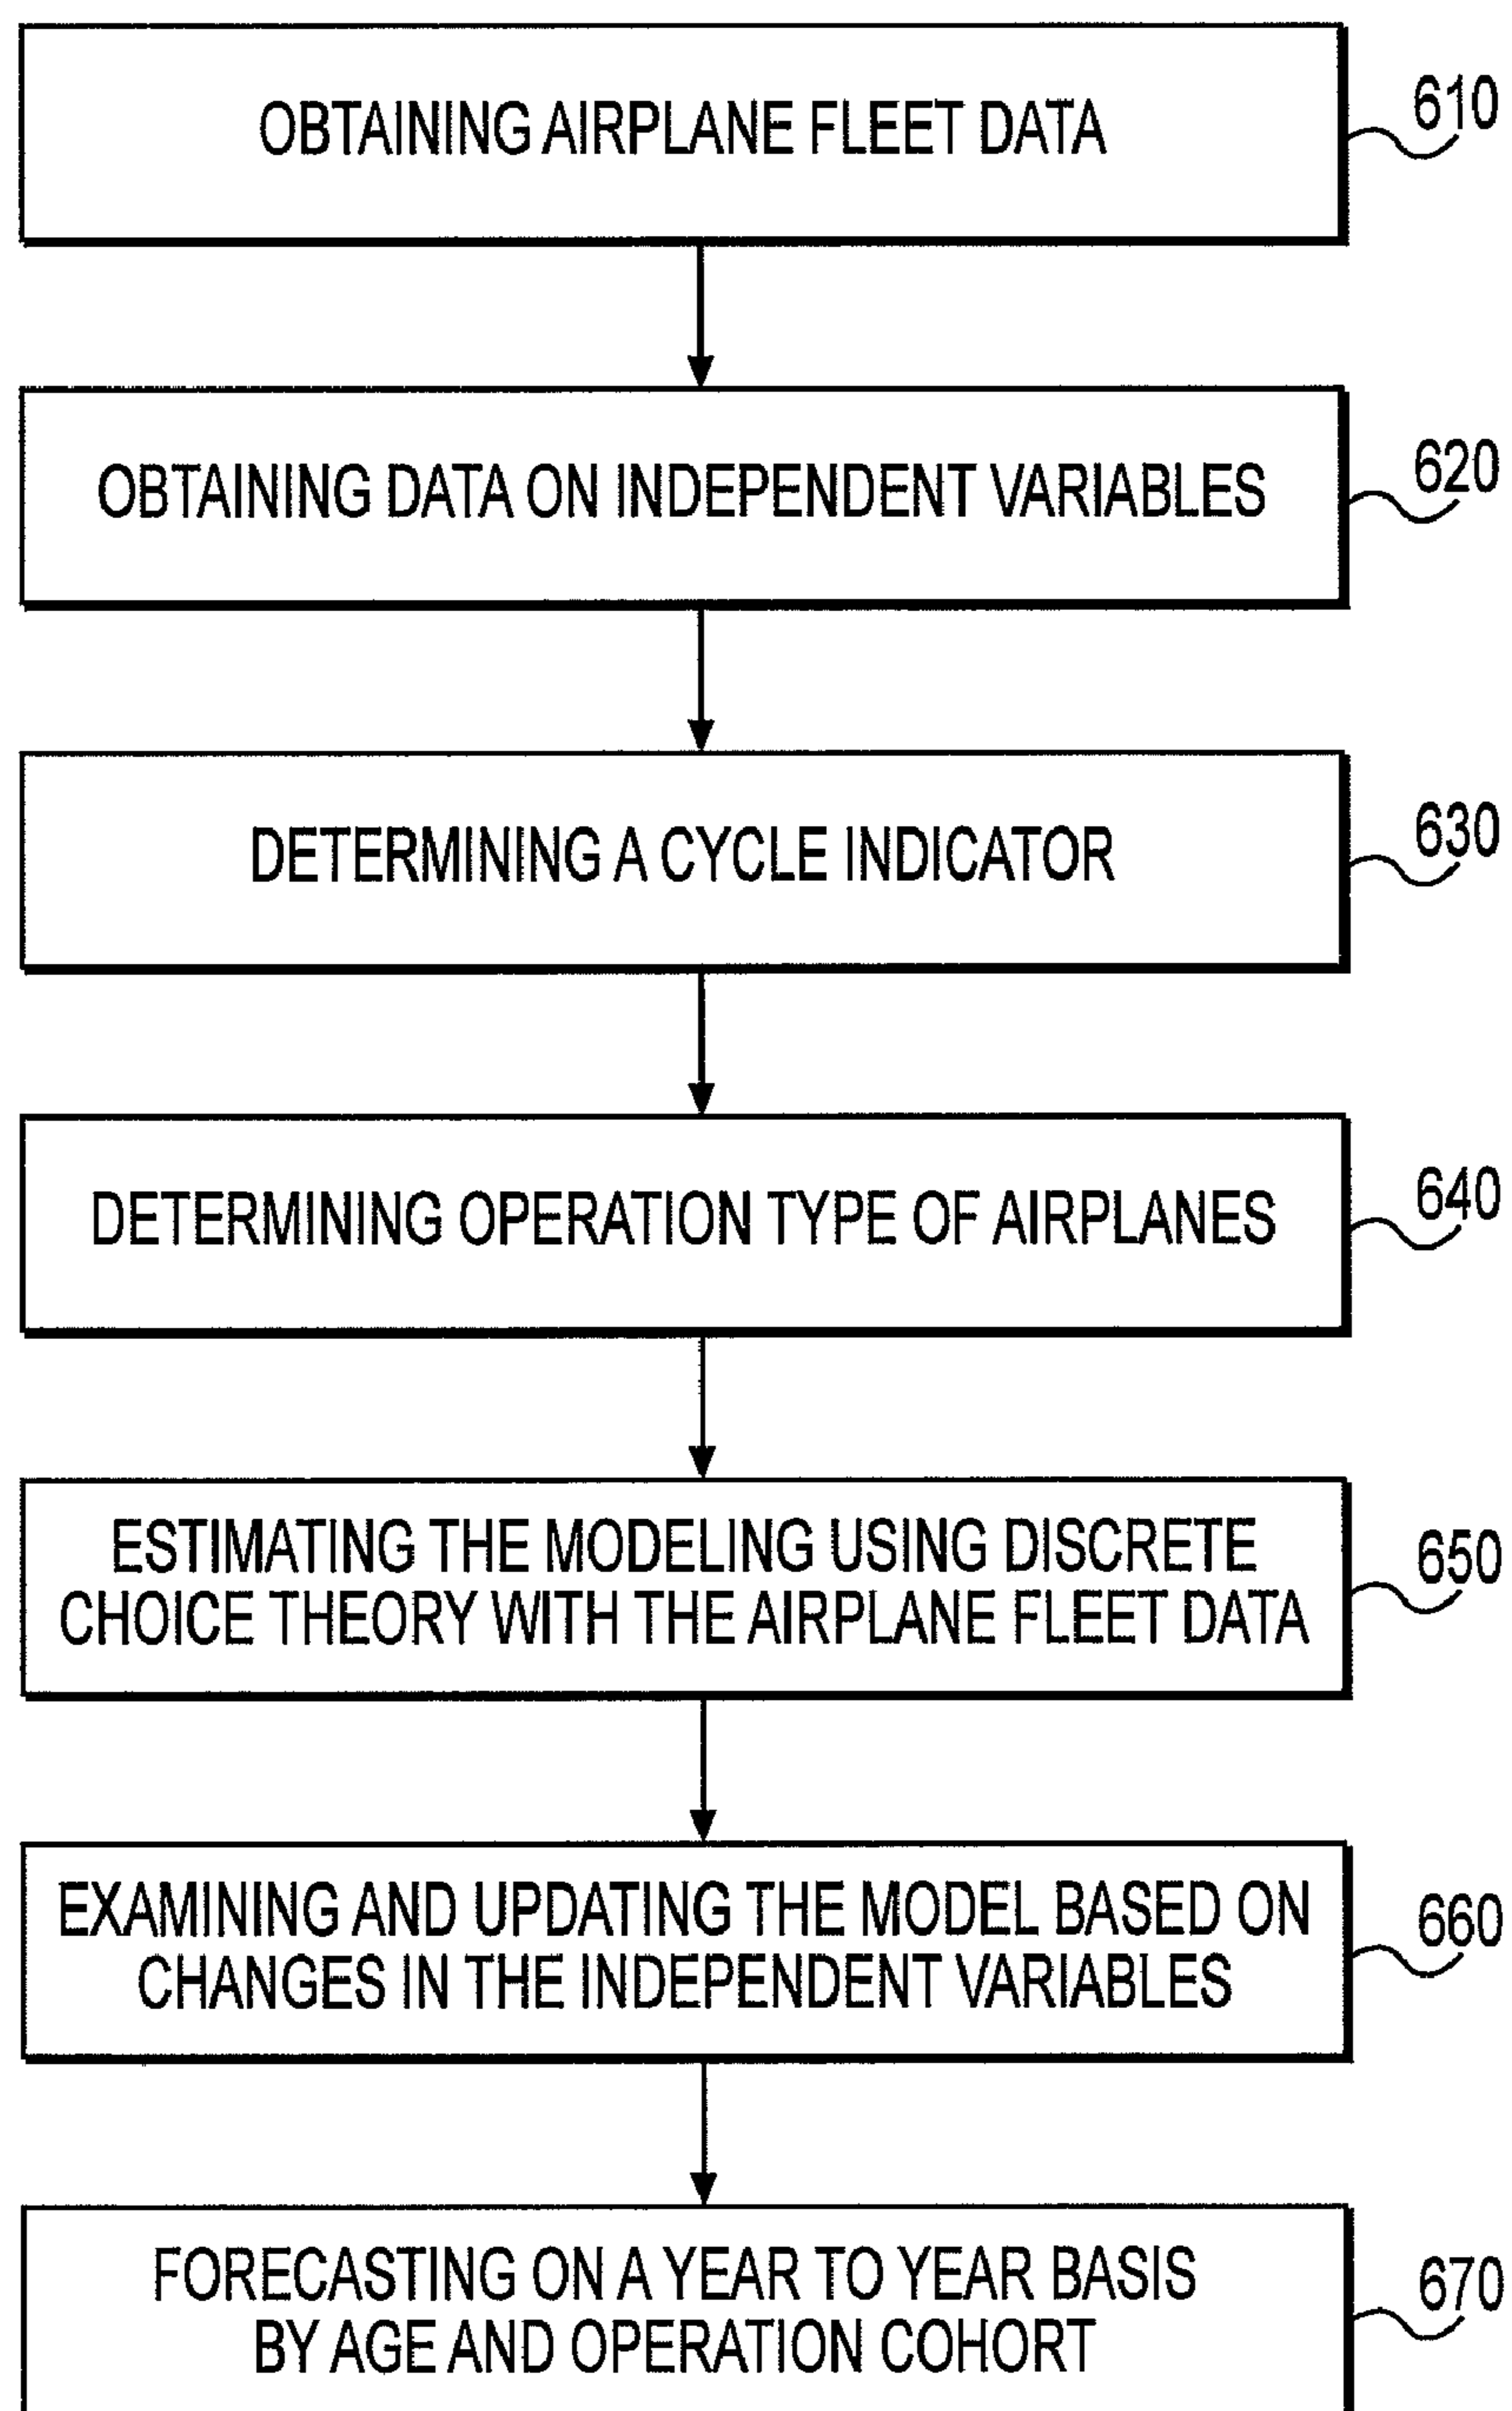 OBTAINING AIRPLANE FLEET DATA
610
OBTAINING DATA ON INDEPENDENT VARIABLES
620
DETERMINING A CYCLE INDICATOR
630
DETERMINING OPERATION TYPE OF AIRPLANES
640
ESTIMATING THE MODELING USING DISCRETE
CHOICE THEORY WITH THE AIRPLANE FLEET DATA
650
EXAMINING AND UPDATING THE MODEL BASED ON
CHANGES IN THE INDEPENDENT VARIABLES
660
FORECASTING ON A YEAR TO YEAR BASIS
BY AGE AND OPERATION COHORT
670